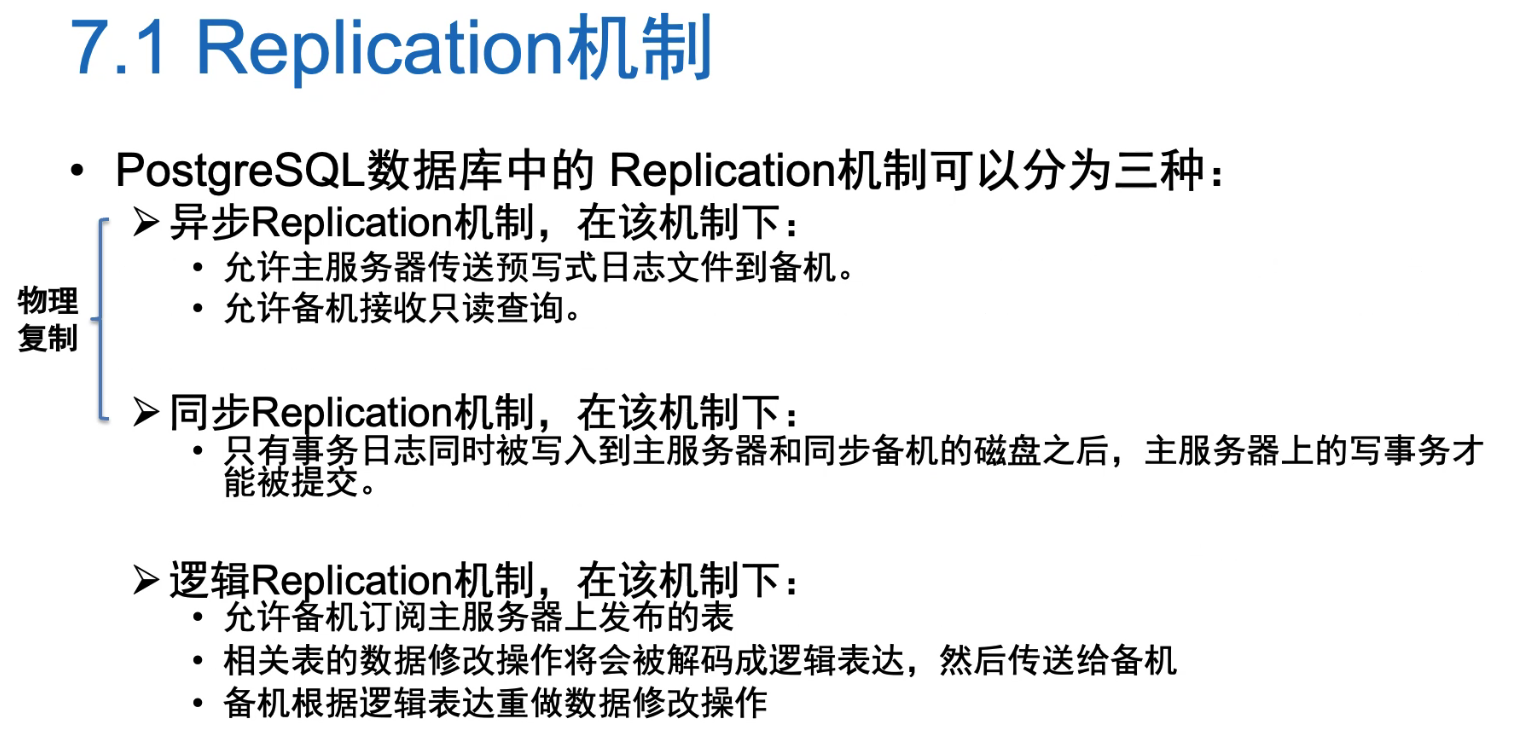 7.1 Replication机制
• PostgreSQL数据库中的 Replication机制可以分为三种：
➢ 异步Replication机制，在该机制下：
• 允许主服务器传送预写式日志文件到备机。
• 允许备机接收只读查询。
物理
复制
➢ 同步Replication机制，在该机制下：
• 只有事务日志同时被写入到主服务器和同步备机的磁盘之后，主服务器上的写事务才
能被提交。
➢ 逻辑Replication机制，在该机制下：
• 允许备机订阅主服务器上发布的表
• 相关表的数据修改操作将会被解码成逻辑表达，然后传送给备机
• 备机根据逻辑表达重做数据修改操作